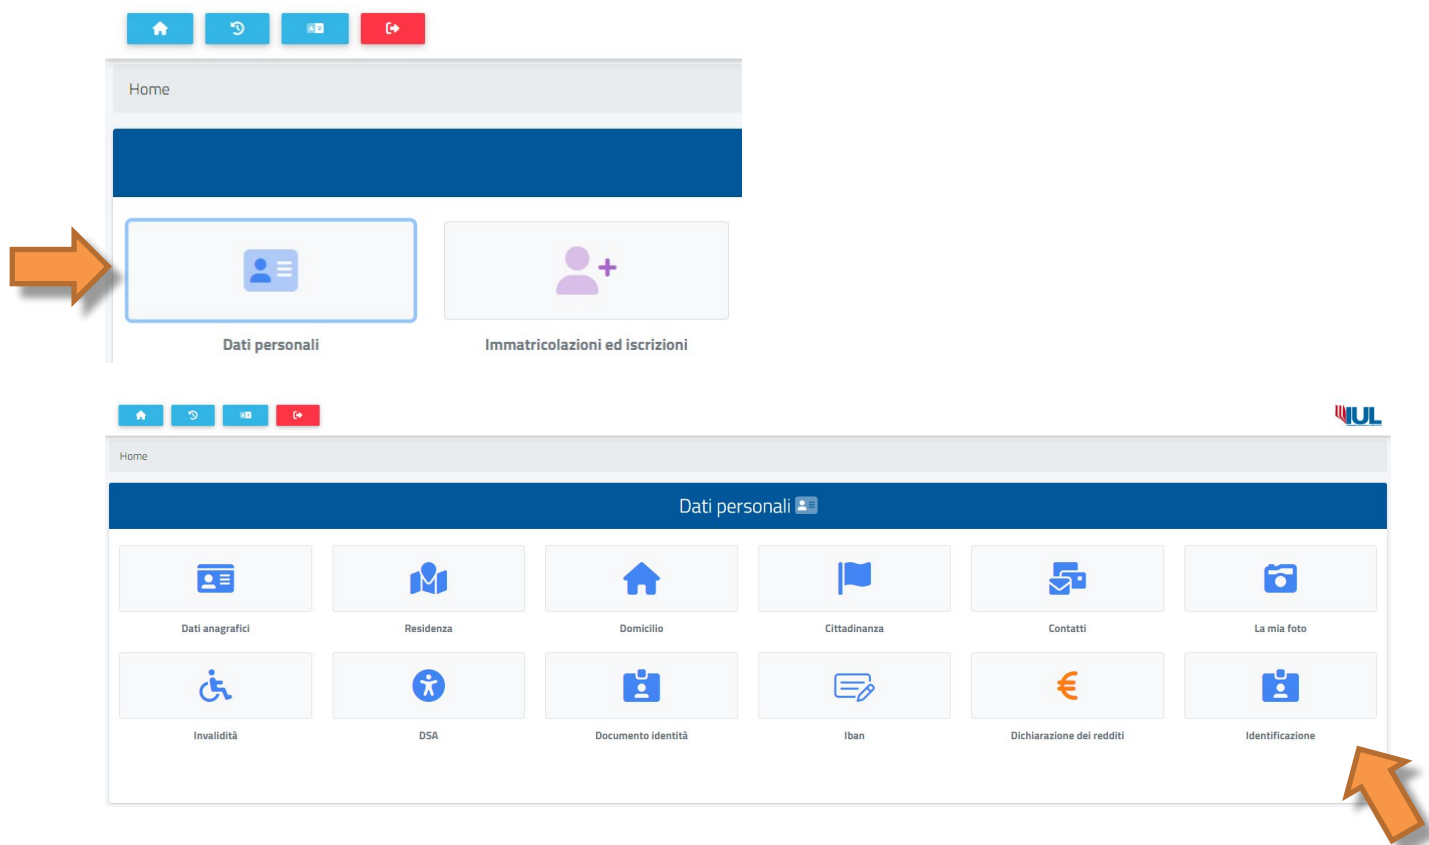 Home
Dati personali
Immatricolazioni ed iscrizioni
IUL
Home
Dati personali
Dati anagrafici
Residenza
Domicilio
Cittadinanza
Contatti
La mia foto
Invalidità
DSA
Documento identità
Iban
Dichiarazione dei redditi
Identificazione